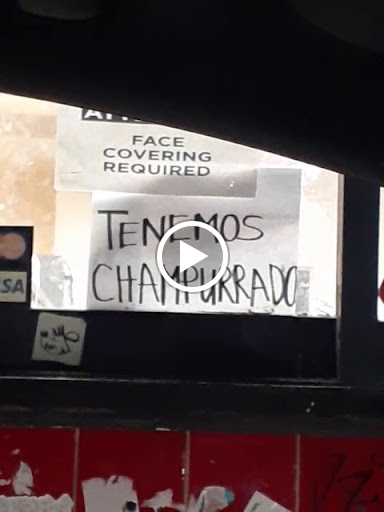 FACE
COVERING
REQUIRED
TENEMOS
CHAMPURRADO